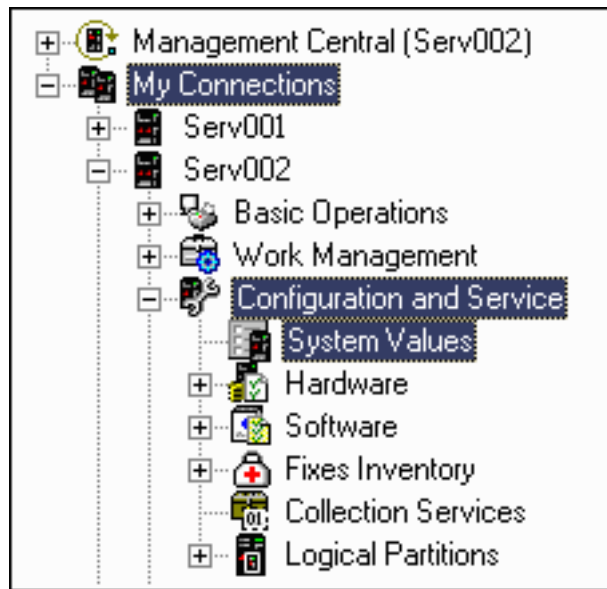 Management Central (Serv002)
My Connections
Serv001
Serv002
Basic Operations
Work Management
Configuration and Service
System Values
Hardware
Software
Fixes Inventory
Collection Services
Logical Partitions